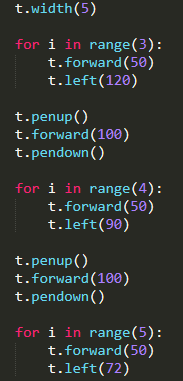 t.width(5)
for i in range(3):
    t.forward(50)
    t.left(120)
t.penup()
t.forward(100)
t.pendown()
for i in range(4):
    t.forward(50)
    t.left(90)
t.penup()
t.forward(100)
t.pendown()
for i in range(5):
    t.forward(50)
    t.left(72)